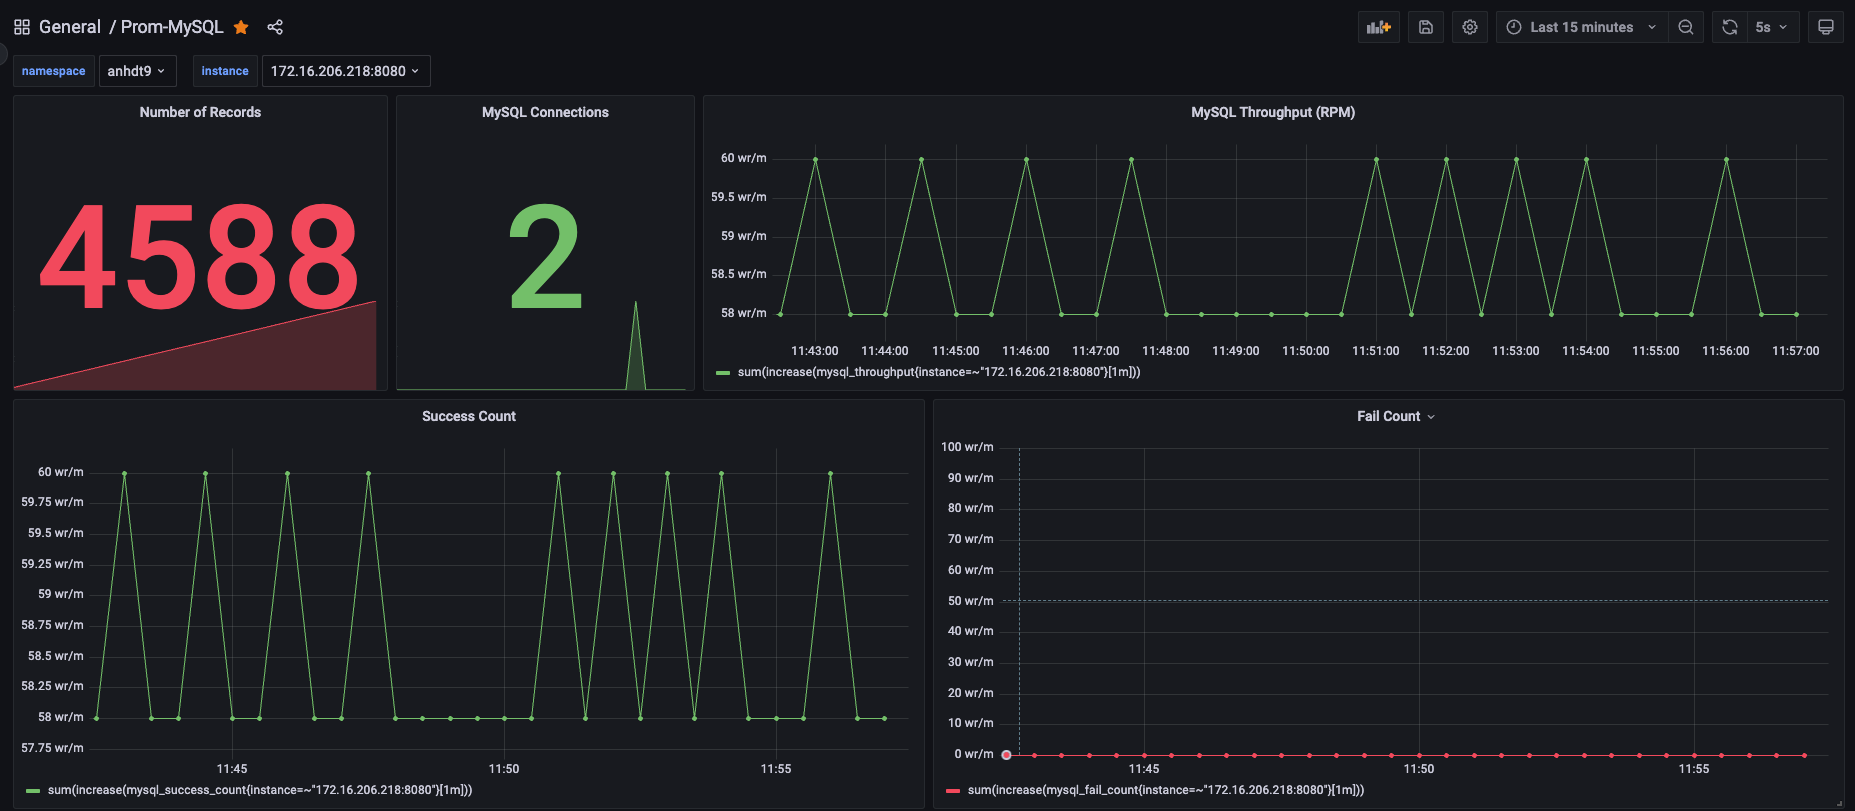 General / Prom-MySQL
Last 15 minutes
5s
namespace
anhdt9
instance
172.16.206.218:8080
Number of Records
4588
MySQL Connections
2
MySQL Throughput (RPM)
60 wr/m
59.5 wr/m
59 wr/m
58.5 wr/m
58 wr/m
11:43:00 11:44:00 11:45:00 11:46:00 11:47:00 11:48:00 11:49:00 11:50:00 11:51:00 11:52:00 11:53:00 11:54:00 11:55:00 11:56:00 11:57:00
sum(increase(mysql_throughput{instance=~"172.16.206.218:8080"}[1m]))
Success Count
60 wr/m
59.75 wr/m
59.5 wr/m
59.25 wr/m
59 wr/m
58.75 wr/m
58.5 wr/m
58.25 wr/m
58 wr/m
57.75 wr/m
11:45 11:50 11:55
sum(increase(mysql_success_count{instance=~"172.16.206.218:8080"}[1m]))
Fail Count
100 wr/m
90 wr/m
80 wr/m
70 wr/m
60 wr/m
50 wr/m
40 wr/m
30 wr/m
20 wr/m
10 wr/m
0 wr/m
11:45 11:50 11:55
sum(increase(mysql_fail_count{instance=~"172.16.206.218:8080"}[1m]))